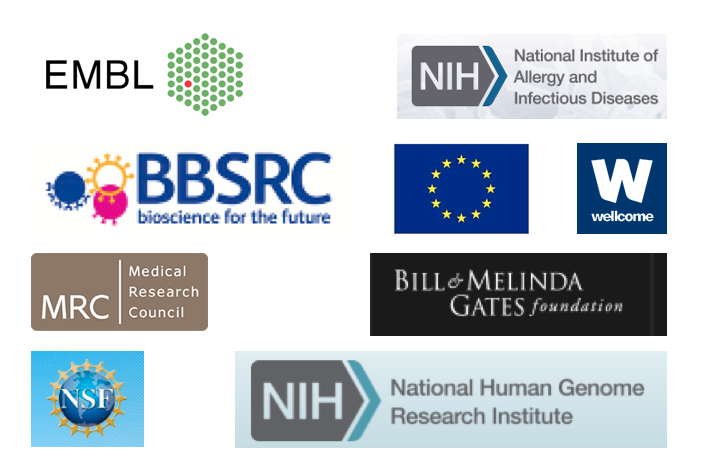 EMBL
NIH
National Institute of
Allergy and
Infectious Diseases
BBSRC
bioscience for the future
W
wellcome
MRC
Medical
Research
Council
BILL & MELINDA
GATES foundation
NSF
NIH
National Human Genome
Research Institute